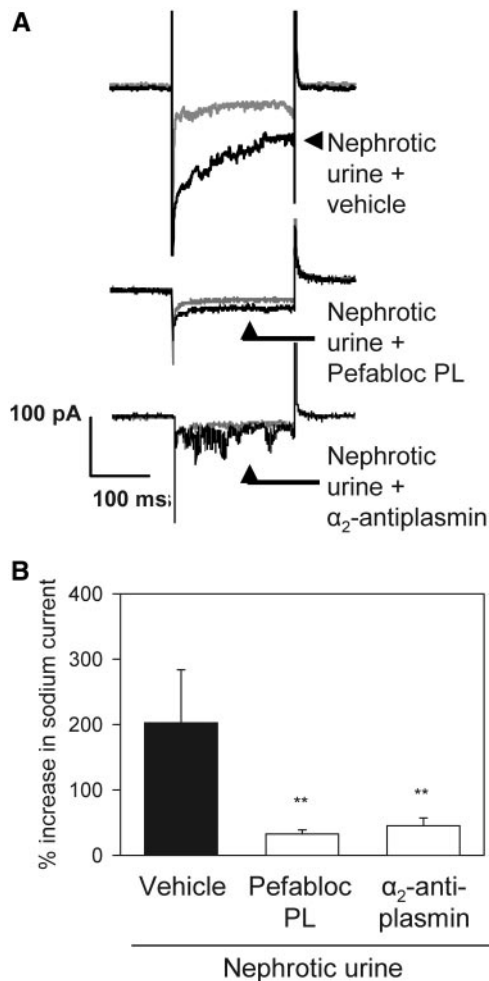 A
Nephrotic
urine +
vehicle
Nephrotic
urine +
Pefabloc PL
100 pA
100 ms
Nephrotic
urine +
α₂-antiplasmin
B
% increase in sodium current
400
300
200
100
0
**
**
Vehicle
Pefabloc
PL
α₂-anti-
plasmin
Nephrotic urine